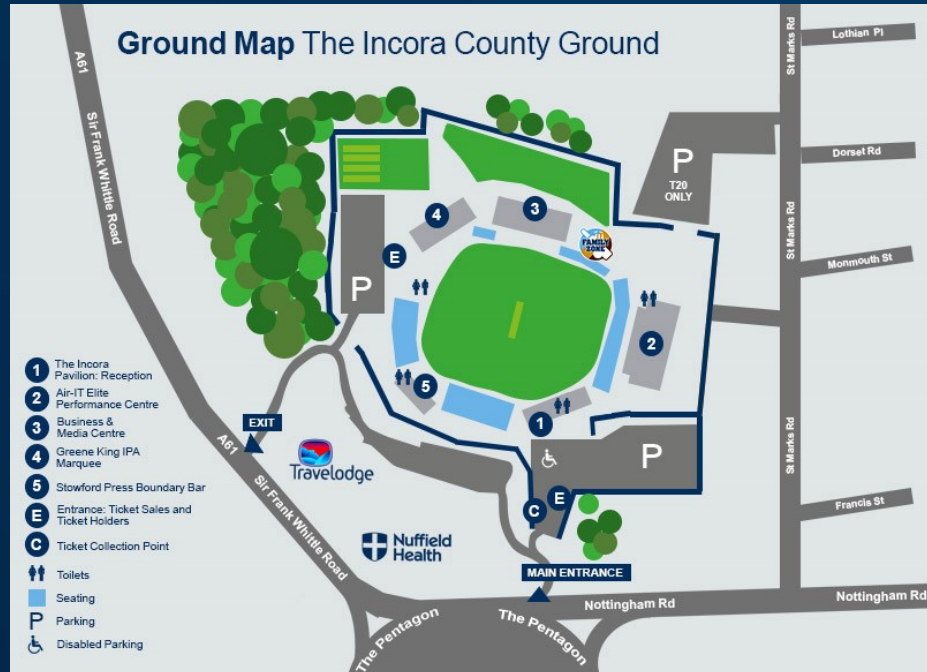 Ground Map The Incora County Ground
A61
Sir Frank Whittle Road
St Marks Rd
Lothian Pl
P
T20
ONLY
Dorset Rd
4
3
FAMILY
ZONE
St Marks Rd
Monmouth St
E
P
2
1 The Incora
Pavilion: Reception
2 Air-IT Elite
Performance Centre
3 Business &
Media Centre
4 Greene King IPA
Marquee
5 Stowford Press Boundary Bar
E Entrance: Ticket Sales and
Ticket Holders
C Ticket Collection Point
Toilets
Seating
P Parking
Disabled Parking
5
1
EXIT
A61
Travelodge
P
St Marks Rd
Sir Frank Whittle Road
E
C
Francis St
Nuffield
Health
MAIN ENTRANCE
Nottingham Rd
Nottingham Rd
The Pentagon
The Pentagon